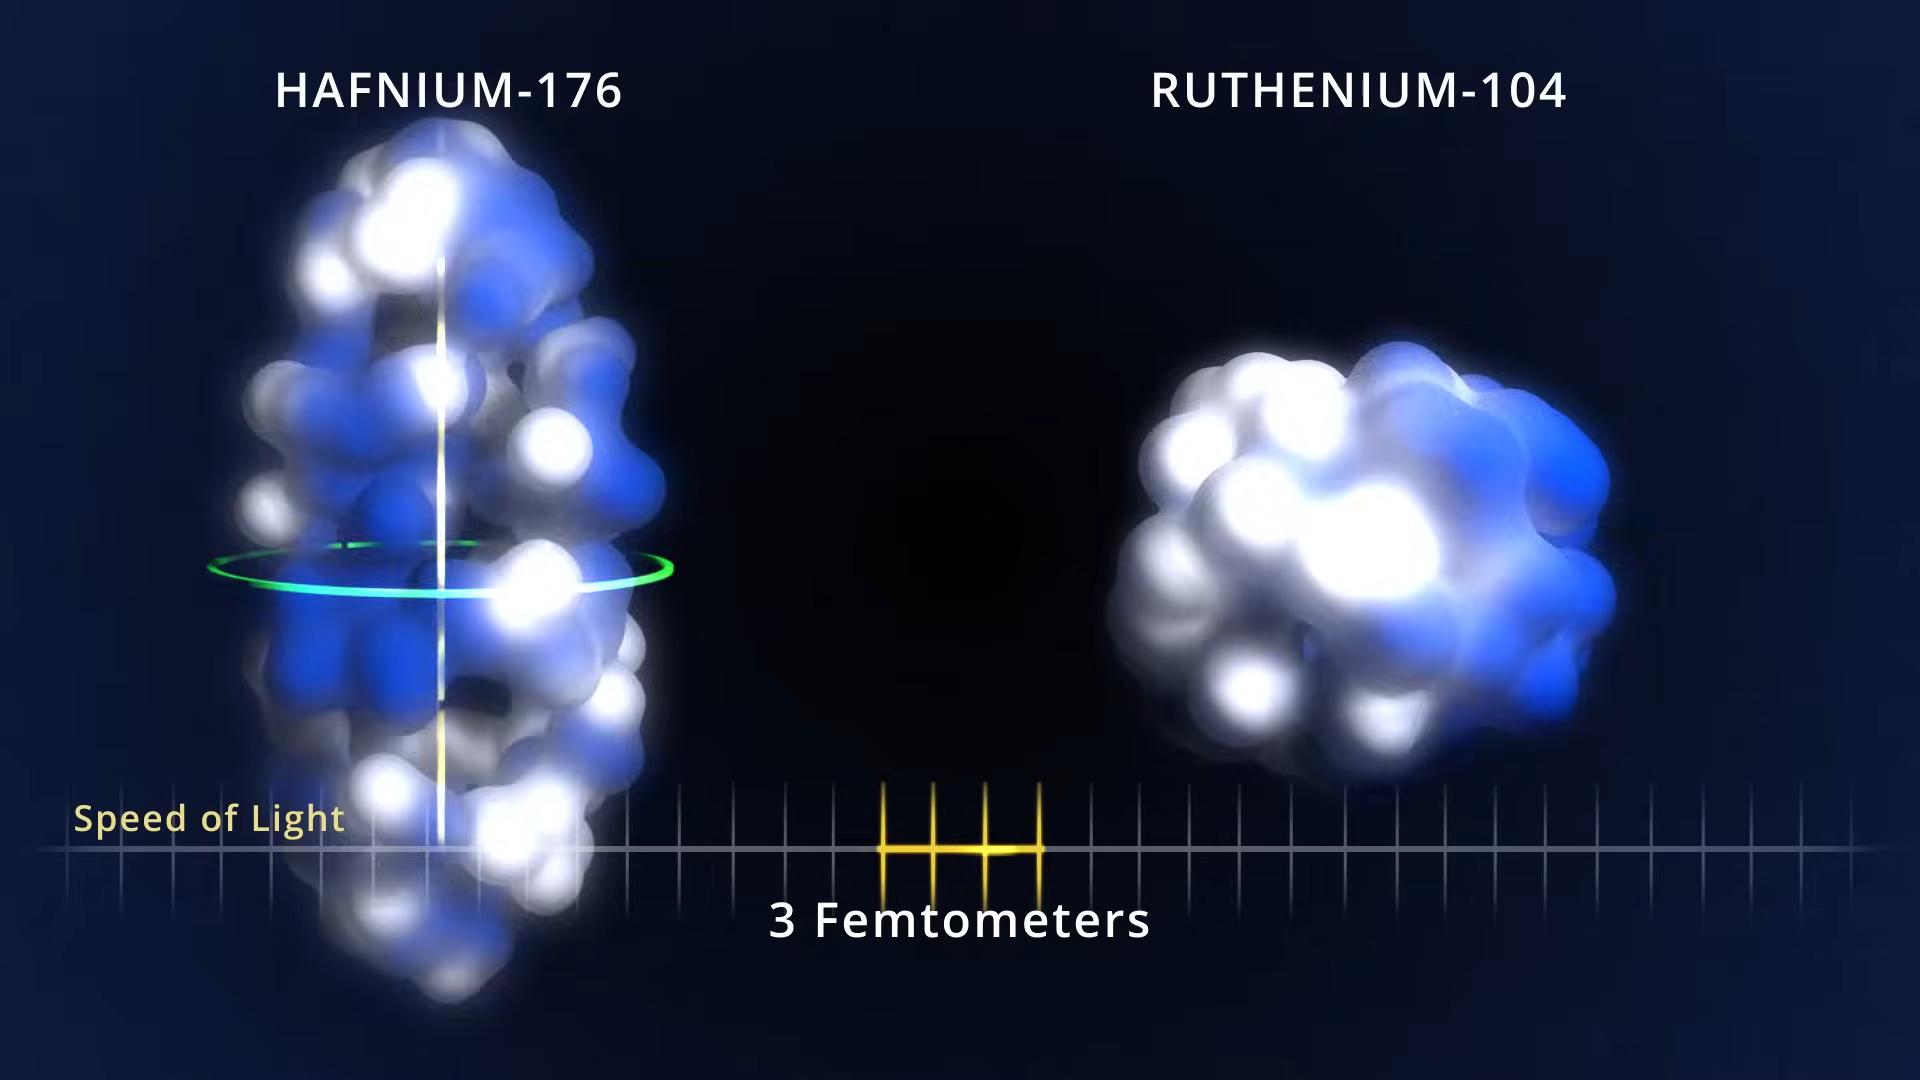 HAFNIUM-176
RUTHENIUM-104
Speed of Light
3 Femtometers